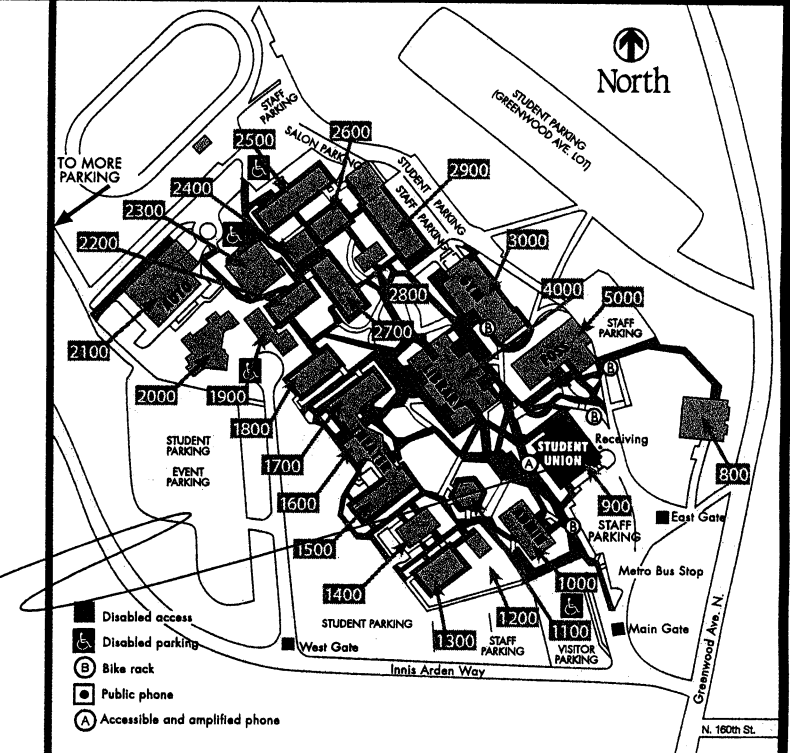 North
STAFF
PARKING
SALON PARKING
STUDENT PARKING
(GREENWOOD AVE. LOT)
TO MORE
PARKING
2500
2600
STUDENT PARKING
STAFF PARKING
2900
2400
2300
2200
3000
4000
5000
2800
2700
STAFF
PARKING
FOSS
2100
2000
1900
1800
STUDENT
UNION
Receiving
800
STUDENT
PARKING
EVENT
PARKING
A
B
B
B
B
1700
1600
900
STAFF
PARKING
East Gate
1500
Metro Bus Stop
1400
1300
1200
1100
1000
STUDENT PARKING
STAFF
PARKING
VISITOR
PARKING
Main Gate
West Gate
Innis Arden Way
Greenwood Ave. N.
N. 160th St.
Disabled access
Disabled parking
B Bike rack
Public phone
A Accessible and amplified phone